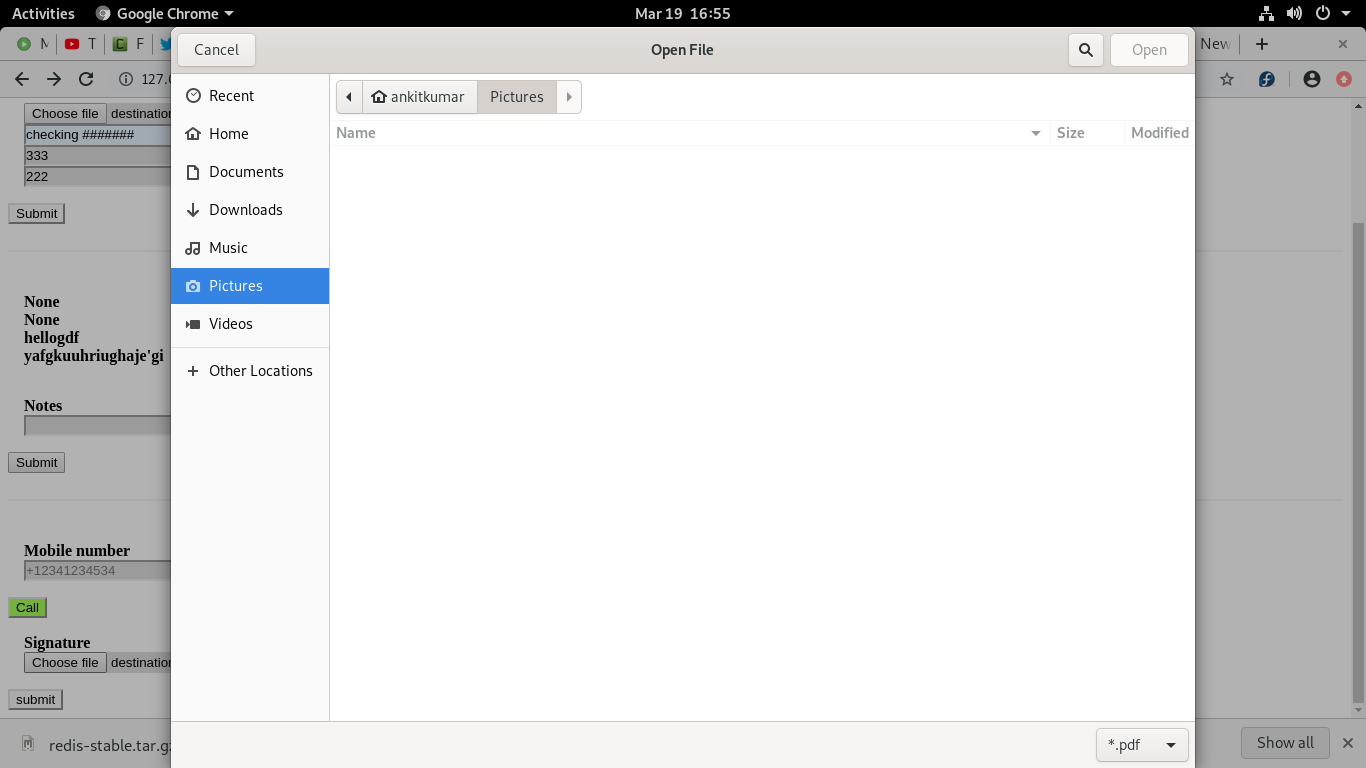 Activities Google Chrome Mar 19 16:55
M T F New
Cancel Open File Open
127.0
Recent
Home
Documents
Downloads
Music
Pictures
Videos
Other Locations
ankitkumar Pictures
Name Size Modified
Choose file destination
checking #######
333
222
Submit
None
None
hellogdf
yafgkuuhriughaje'gi
Notes
Submit
Mobile number
+12341234534
Call
Signature
Choose file destination
submit
*.pdf
redis-stable.tar.gz Show all